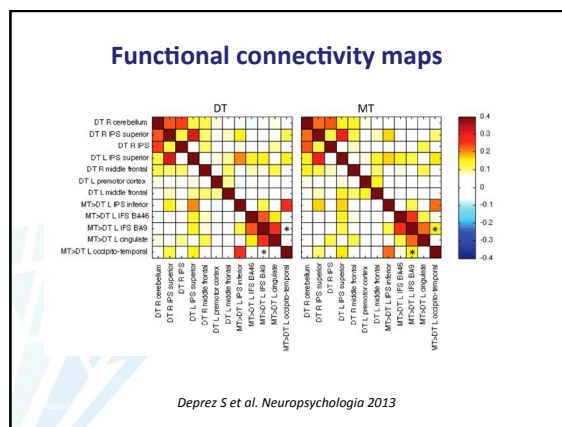 Functional connectivity maps
DT
MT
DT R cerebellum
DT R IPS superior
DT R IPS
DT L IPS superior
DT R middle frontal
DT L premotor cortex
DT L middle frontal
MT>DT L IPS inferior
MT>DT L IFS BA46
MT>DT L IFS BA9
MT>DT L cingulate
MT>DT L occipito-temporal
*
*
*
*
0.4
0.3
0.2
0.1
0
-0.1
-0.2
-0.3
-0.4
DT R cerebellum
DT R IPS superior
DT R IPS
DT L IPS superior
DT R middle frontal
DT L premotor cortex
DT L middle frontal
MT>DT L IPS inferior
MT>DT L IFS BA46
MT>DT L IFS BA9
MT>DT L cingulate
MT>DT L occipito-temporal
DT R cerebellum
DT R IPS superior
DT R IPS
DT L IPS superior
DT R middle frontal
DT L premotor cortex
DT L middle frontal
MT>DT L IPS inferior
MT>DT L IFS BA46
MT>DT L IFS BA9
MT>DT L cingulate
MT>DT L occipito-temporal
Deprez S et al. Neuropsychologia 2013